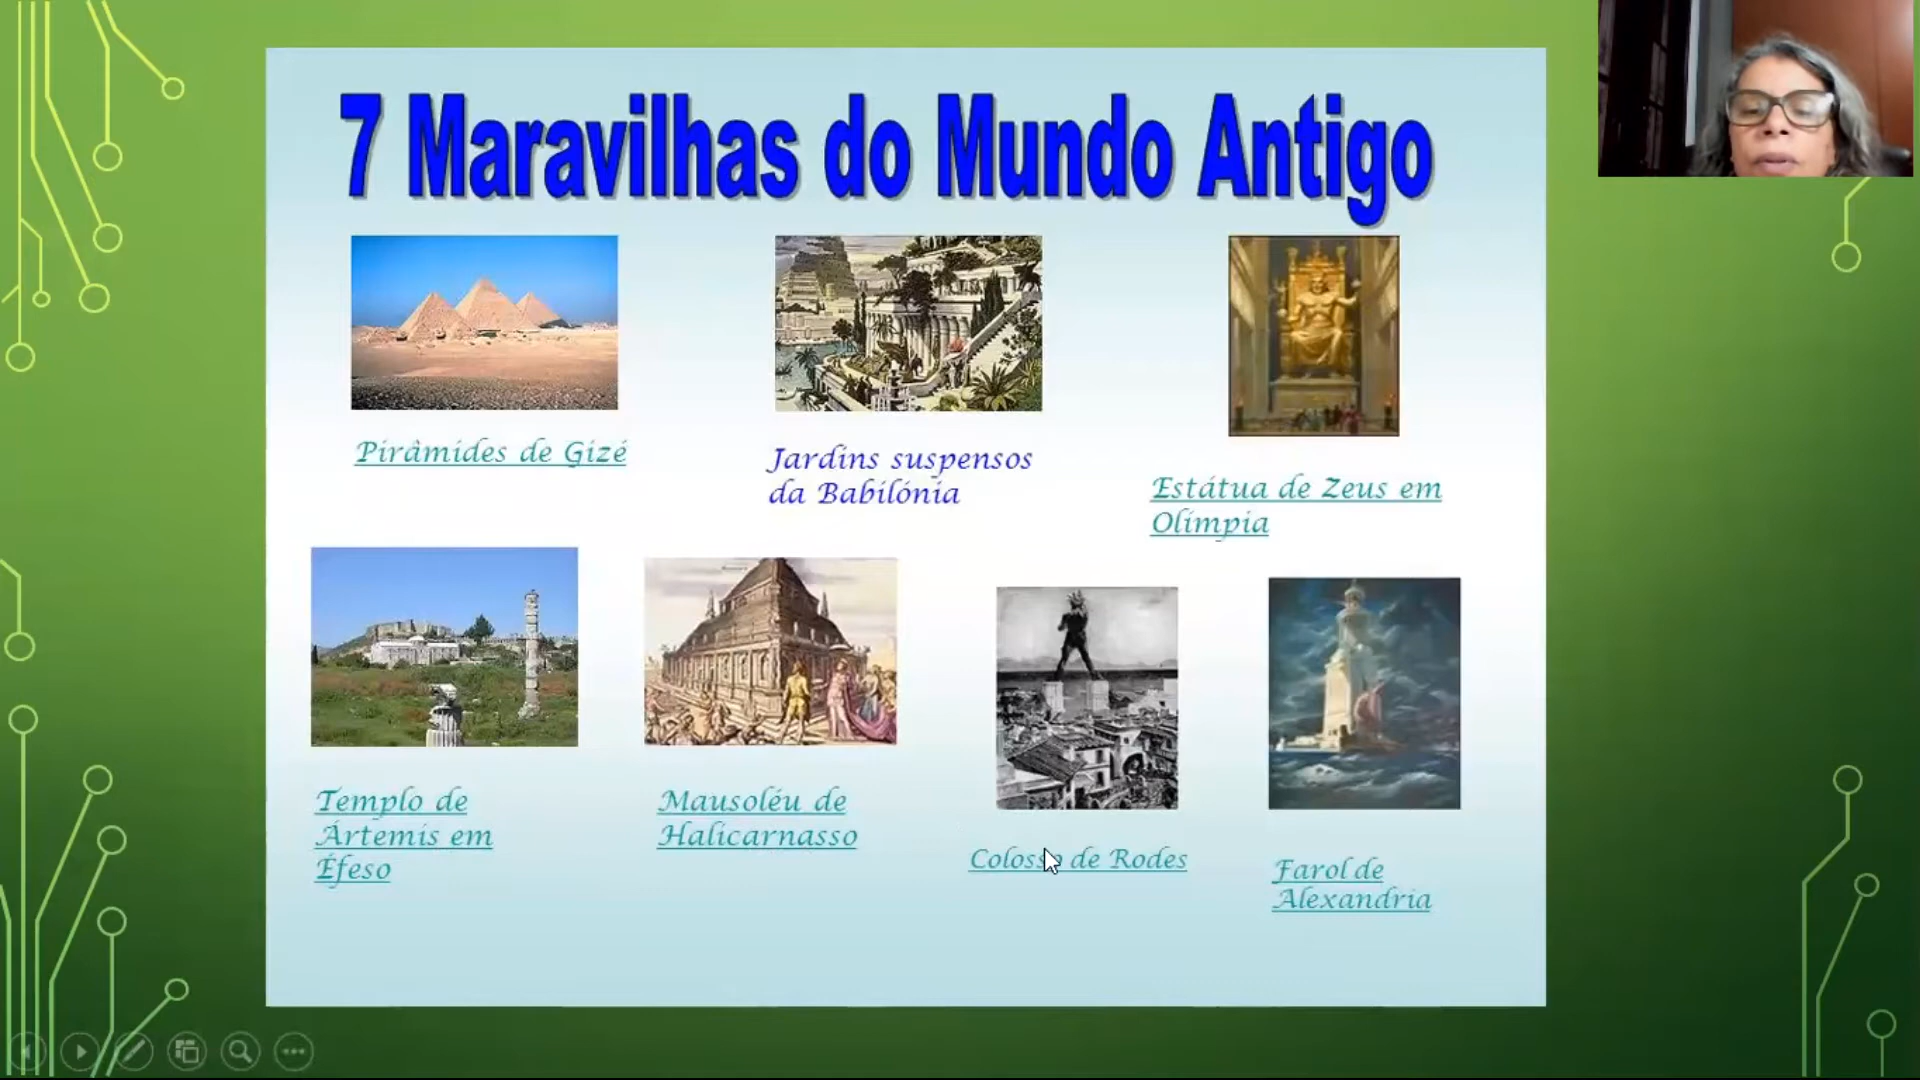 7 Maravilhas do Mundo Antigo
Pirâmides de Gizé
Jardins suspensos
da Babilónia
Estátua de Zeus em
Olímpia
Templo de
Ártemis em
Éfeso
Mausoléu de
Halicarnasso
Colosso de Rodes
Farol de
Alexandria